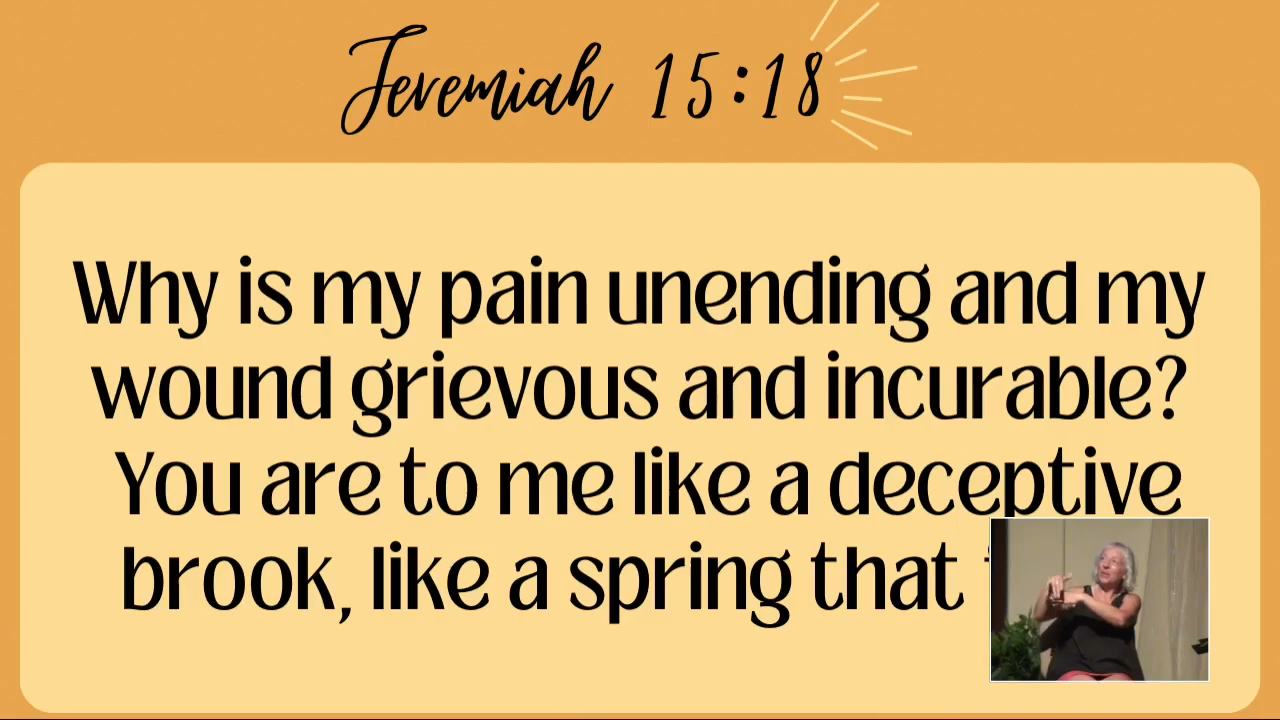 Jeremiah 15:18
Why is my pain unending and my
wound grievous and incurable?
You are to me like a deceptive
brook, like a spring that